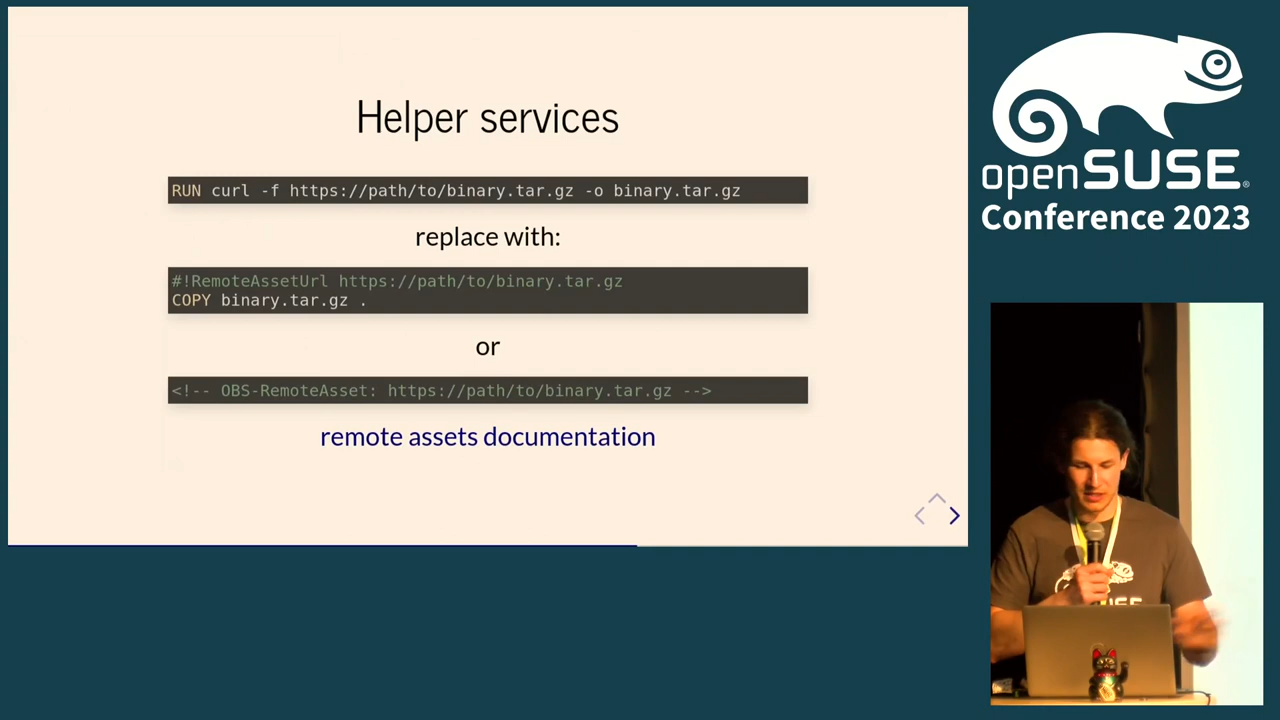 Helper services
RUN curl -f https://path/to/binary.tar.gz -o binary.tar.gz
replace with:
#!RemoteAssetUrl https://path/to/binary.tar.gz
COPY binary.tar.gz .
or
<!-- OBS-RemoteAsset: https://path/to/binary.tar.gz -->
remote assets documentation
openSUSE®
Conference 2023